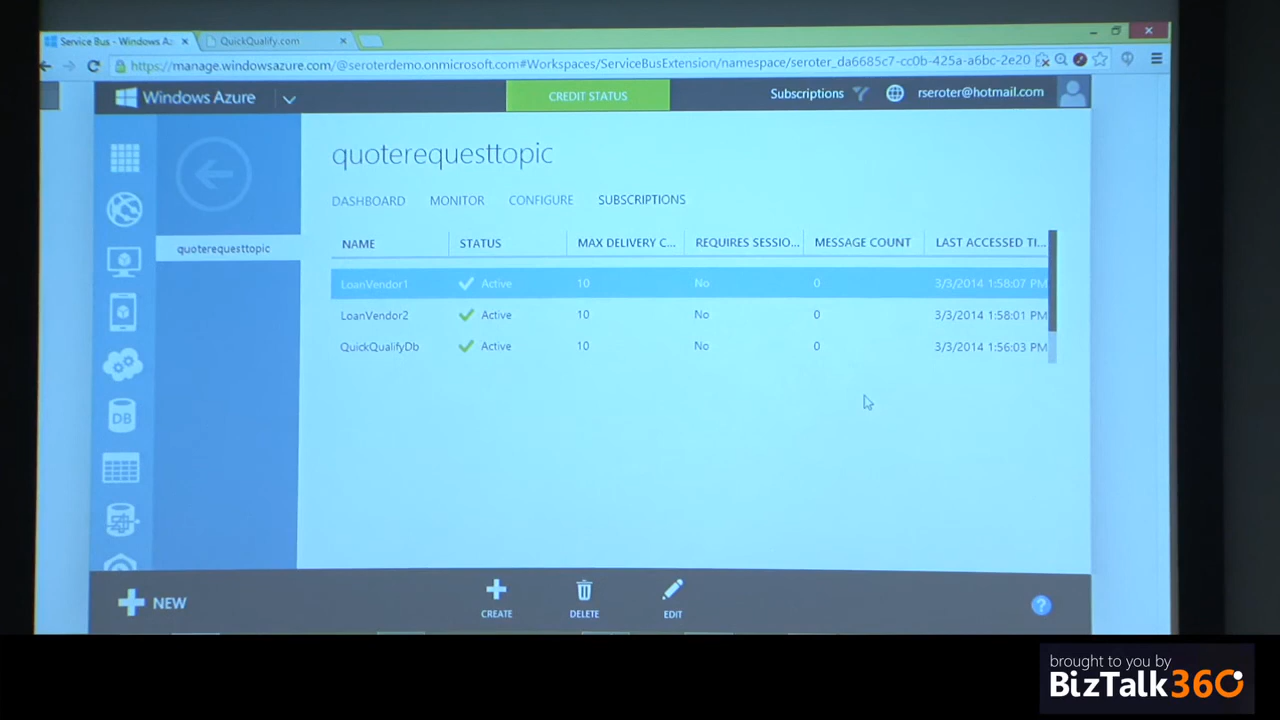 Service Bus - Windows Az
QuickQualify.com
https://manage.windowsazure.com/@seroterdemo.onmicrosoft.com#Workspaces/ServiceBusExtension/namespace/seroter_da6685c7-cc0b-425a-a6bc-2e20
Windows Azure
CREDIT STATUS
Subscriptions
rseroter@hotmail.com
quoterequesttopic
DASHBOARD MONITOR CONFIGURE SUBSCRIPTIONS
quoterequesttopic
NAME STATUS MAX DELIVERY C... REQUIRES SESSIO... MESSAGE COUNT LAST ACCESSED TI...
LoanVendor1 Active 10 No 0 3/3/2014 1:58:07 PM
LoanVendor2 Active 10 No 0 3/3/2014 1:58:01 PM
QuickQualifyDb Active 10 No 0 3/3/2014 1:56:03 PM
DB
NEW
CREATE
DELETE
EDIT
?
brought to you by
BizTalk360